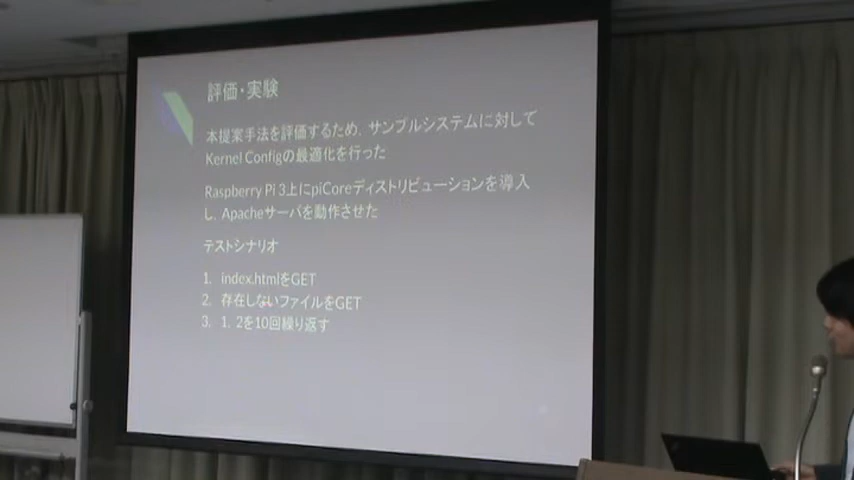 評価・実験
本提案手法を評価するため，サンプルシステムに対して
Kernel Configの最適化を行った
Raspberry Pi 3上にpiCoreディストリビューションを導入
し，Apacheサーバを動作させた
テストシナリオ
1. index.htmlをGET
2. 存在しないファイルをGET
3. 1，2を10回繰り返す